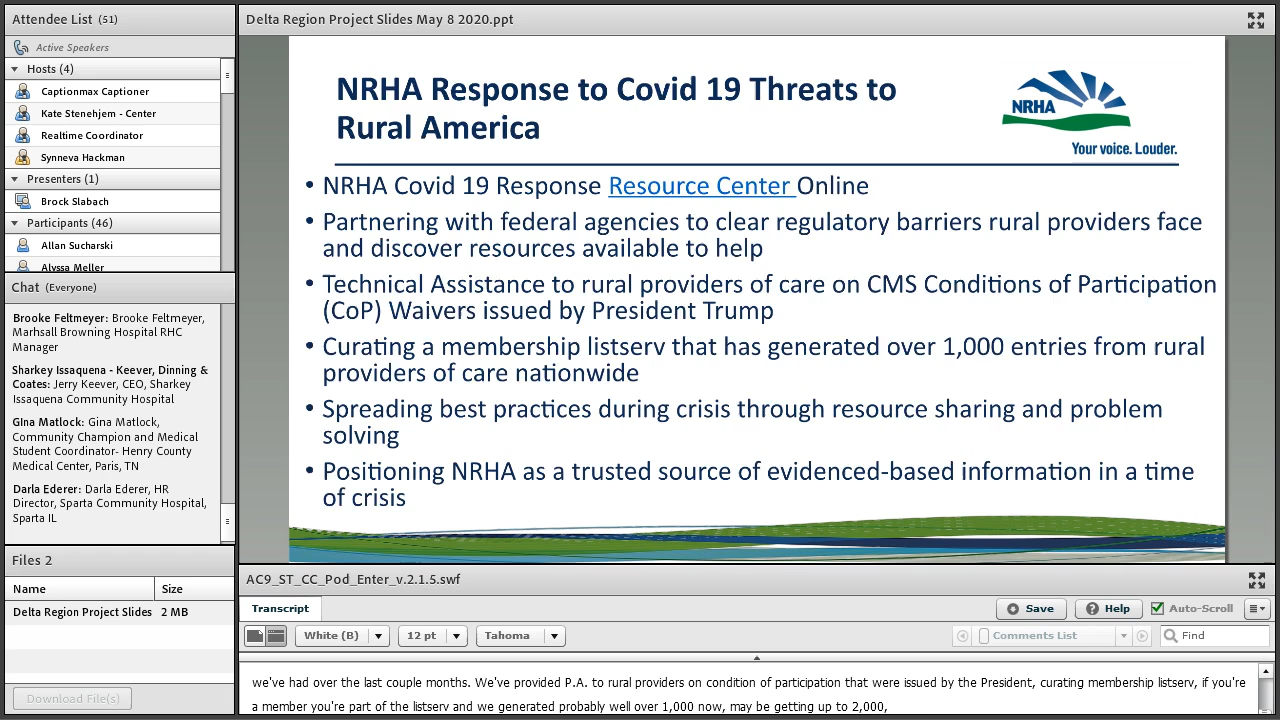 Attendee List (51)
Active Speakers
Hosts (4)
Captionmax Captioner
Kate Stenehjem - Center
Realtime Coordinator
Synneva Hackman
Presenters (1)
Brock Slabach
Participants (46)
Allan Sucharski
Alyssa Meller
Chat (Everyone)
Brooke Feltmeyer: Brooke Feltmeyer,
Marhsall Browning Hospital RHC
Manager
Sharkey Issaquena - Keever, Dinning &
Coates: Jerry Keever, CEO, Sharkey
Issaquena Community Hospital
Gina Matlock: Gina Matlock,
Community Champion and Medical
Student Coordinator- Henry County
Medical Center, Paris, TN
Darla Ederer: Darla Ederer, HR
Director, Sparta Community Hospital,
Sparta IL
Files 2
Name Size
Delta Region Project Slides 2 MB
Download File(s)
Delta Region Project Slides May 8 2020.ppt
NRHA Response to Covid 19 Threats to
Rural America
NRHA
Your voice. Louder.
• NRHA Covid 19 Response Resource Center Online
• Partnering with federal agencies to clear regulatory barriers rural providers face
and discover resources available to help
• Technical Assistance to rural providers of care on CMS Conditions of Participation
(CoP) Waivers issued by President Trump
• Curating a membership listserv that has generated over 1,000 entries from rural
providers of care nationwide
• Spreading best practices during crisis through resource sharing and problem
solving
• Positioning NRHA as a trusted source of evidenced-based information in a time
of crisis
AC9_ST_CC_Pod_Enter_v.2.1.5.swf
Transcript Save Help Auto-Scroll
White (B) 12 pt Tahoma Comments List Find
we've had over the last couple months. We've provided P.A. to rural providers on condition of participation that were issued by the President, curating membership listserv, if you're
a member you're part of the listserv and we generated probably well over 1,000 now, may be getting up to 2,000,